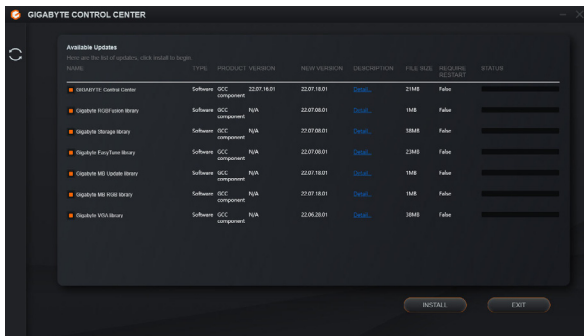 GIGABYTE CONTROL CENTER
Available Updates
Here are the list of updates, click install to begin.
NAME TYPE PRODUCT VERSION NEW VERSION DESCRIPTION FILE SIZE REQUIRE RESTART STATUS
GIGABYTE Control Center Software GCC component 22.07.16.01 22.07.18.01 Detail... 21MB False
Gigabyte RGBFusion library Software GCC component N/A 22.07.08.01 Detail... 1MB False
Gigabyte Storage library Software GCC component N/A 22.07.08.01 Detail... 38MB False
Gigabyte EasyTune library Software GCC component N/A 22.07.08.01 Detail... 23MB False
Gigabyte MB Update library Software GCC component N/A 22.07.18.01 Detail... 1MB False
Gigabyte MB RGB library Software GCC component N/A 22.07.18.01 Detail... 1MB False
Gigabyte VGA library Software GCC component N/A 22.06.28.01 Detail... 38MB False
INSTALL EXIT